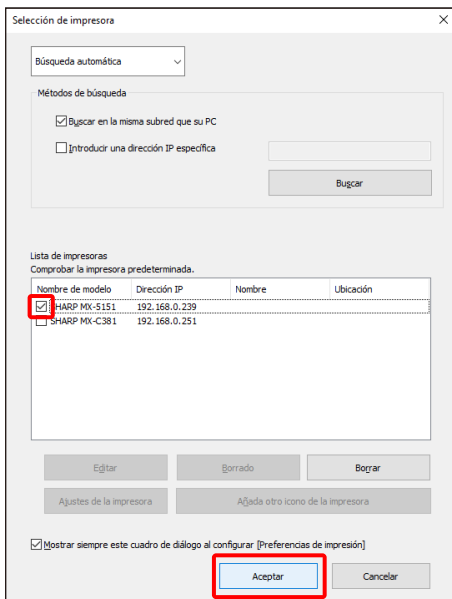 Selección de impresora
Búsqueda automática
Métodos de búsqueda
Buscar en la misma subred que su PC
Introducir una dirección IP específica
Buscar
Lista de impresoras
Comprobar la impresora predeterminada.
Nombre de modelo Dirección IP Nombre Ubicación
SHARP MX-5151 192.168.0.239
SHARP MX-C381 192.168.0.251
Editar Borrado Borrar
Ajustes de la impresora Añada otro icono de la impresora
Mostrar siempre este cuadro de diálogo al configurar [Preferencias de impresión]
Aceptar Cancelar